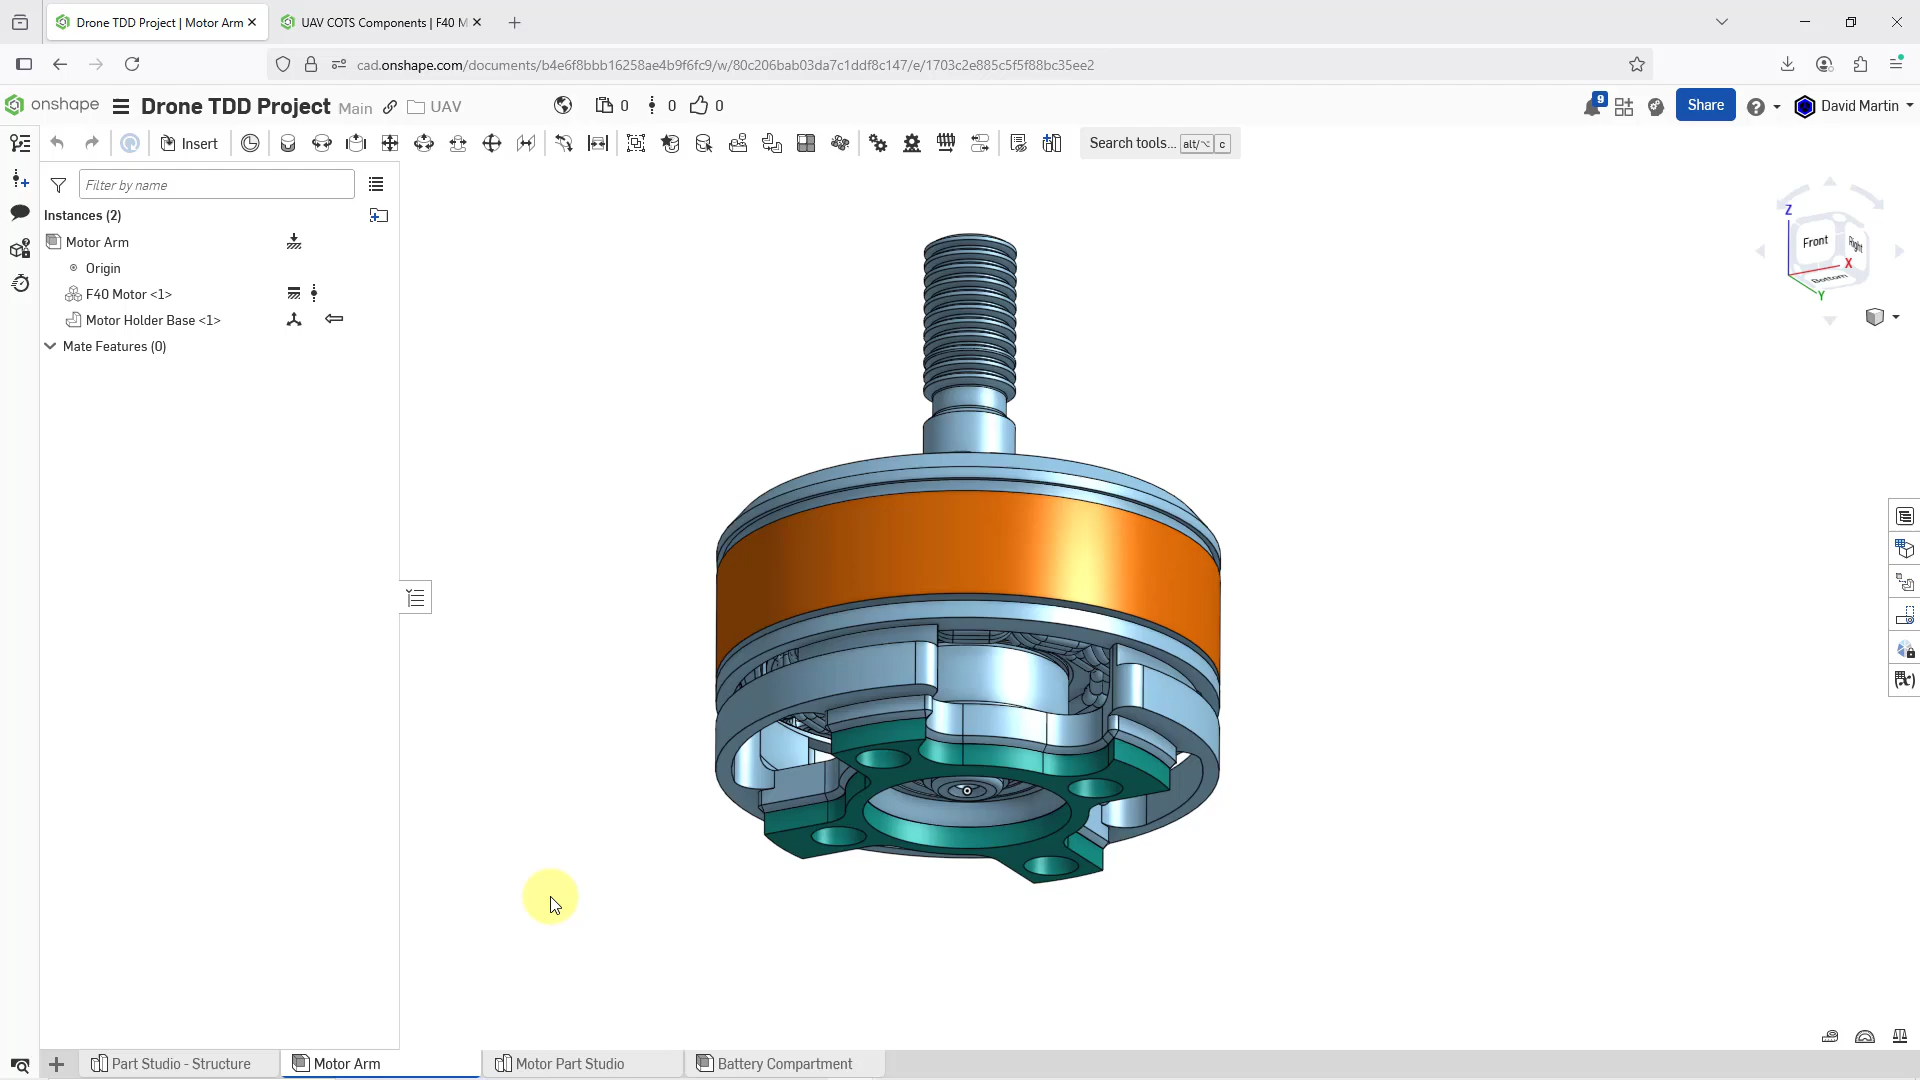 Drone TDD Project | Motor Arm
UAV COTS Components | F40 M
cad.onshape.com/documents/b4e6f8bbb16258ae4b9f6fc9/w/80c206bab03da7c1ddf8c147/e/1703c2e885c5f5f88bc35ee2
onshape Drone TDD Project Main UAV 0 0 0 9 Share David Martin
Insert Search tools... alt/⌥ c
Filter by name
Instances (2)
Motor Arm
Origin
F40 Motor <1>
Motor Holder Base <1>
Mate Features (0)
Z
Front
Right
X
Bottom
Y
(x)
Part Studio - Structure
Motor Arm
Motor Part Studio
Battery Compartment